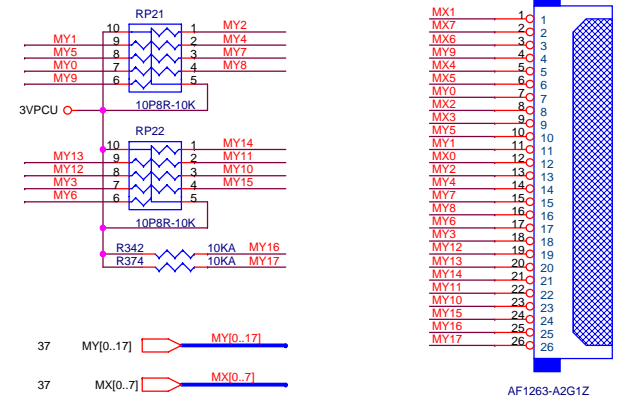 RP21
10 1 MY2
MY1 9 2 MY4
MY5 8 3 MY7
MY0 7 4 MY8
MY9 6 5
3VPCU
10P8R-10K
RP22
10 1 MY14
MY13 9 2 MY11
MY12 8 3 MY10
MY3 7 4 MY15
MY6 6 5
10P8R-10K
R342 10KA MY16
R374 10KA MY17
37 MY[0..17] MY[0..17]
37 MX[0..7] MX[0..7]
MX1 1 1
MX7 2 2
MX6 3 3
MY9 4 4
MX4 5 5
MX5 6 6
MY0 7 7
MX2 8 8
MX3 9 9
MY5 10 10
MY1 11 11
MX0 12 12
MY2 13 13
MY4 14 14
MY7 15 15
MY8 16 16
MY6 17 17
MY3 18 18
MY12 19 19
MY13 20 20
MY14 21 21
MY11 22 22
MY10 23 23
MY15 24 24
MY16 25 25
MY17 26 26
AF1263-A2G1Z